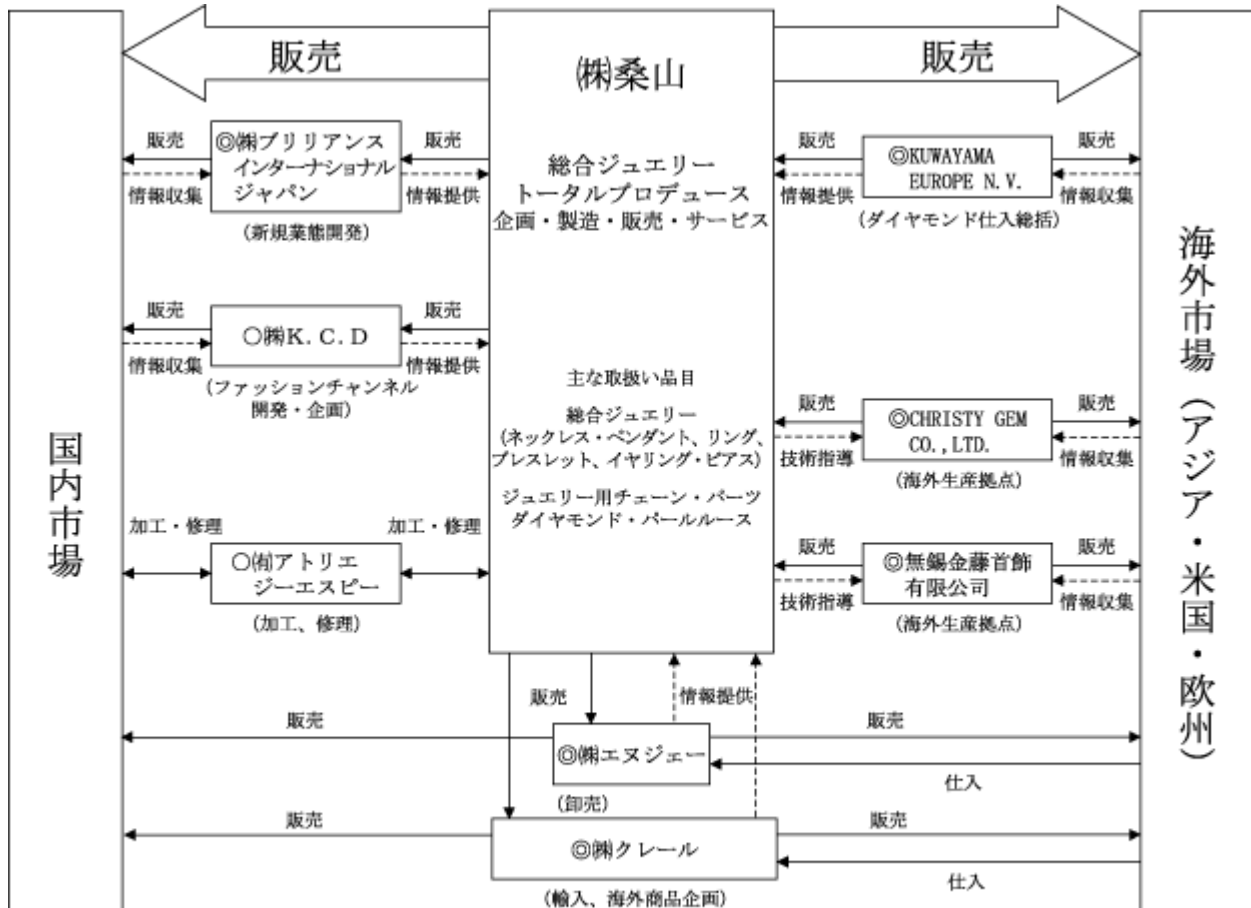 販売
㈱桑山
販売
総合ジュエリー
トータルプロデュース
企画・製造・販売・サービス
主な取扱い品目
総合ジュエリー
(ネックレス・ペンダント、リング、
ブレスレット、イヤリング・ピアス)
ジュエリー用チェーン・パーツ
ダイヤモンド・パールルース
国内市場
販売
◎㈱ブリリアンス
インターナショナル
ジャパン
販売
情報収集
情報提供
(新規業態開発)
販売
○㈱K.C.D
販売
情報収集
情報提供
(ファッションチャンネル
開発・企画)
加工・修理
加工・修理
○㈲アトリエ
ジーエスピー
(加工、修理)
販売
◎KUWAYAMA
EUROPE N.V.
販売
情報提供
情報収集
(ダイヤモンド仕入総括)
販売
◎CHRISTY GEM
CO.,LTD.
販売
技術指導
情報収集
(海外生産拠点)
販売
◎無錫金藤首飾
有限公司
販売
技術指導
情報収集
(海外生産拠点)
海外市場(アジア・米国・欧州)
販売
情報提供
販売
◎㈱エヌジェー
販売
仕入
(卸売)
販売
◎㈱クレール
販売
仕入
(輸入、海外商品企画)